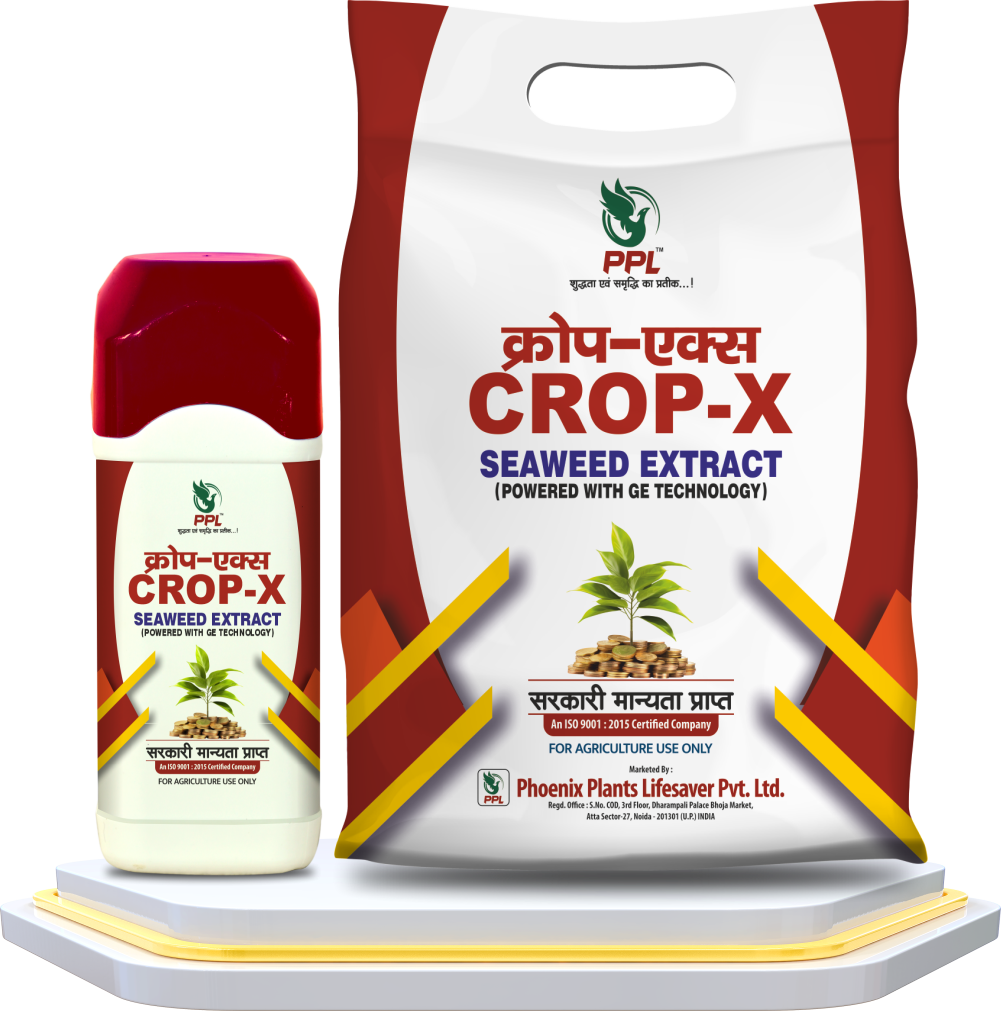 PPL
शुद्धता एवं समृद्धि का प्रतीक...!
क्रोप-एक्स
CROP-X
SEAWEED EXTRACT
(POWERED WITH GE TECHNOLOGY)
सरकारी मान्यता प्राप्त
An ISO 9001 : 2015 Certified Company
FOR AGRICULTURE USE ONLY
PPL™
शुद्धता एवं समृद्धि का प्रतीक...!
क्रोप-एक्स
CROP-X
SEAWEED EXTRACT
(POWERED WITH GE TECHNOLOGY)
सरकारी मान्यता प्राप्त
An ISO 9001 : 2015 Certified Company
FOR AGRICULTURE USE ONLY
Marketed By :
PPL
Phoenix Plants Lifesaver Pvt. Ltd.
Regd. Office : S.No. COD, 3rd Floor, Dharampali Palace Bhoja Market,
Atta Sector-27, Noida - 201301 (U.P.) INDIA